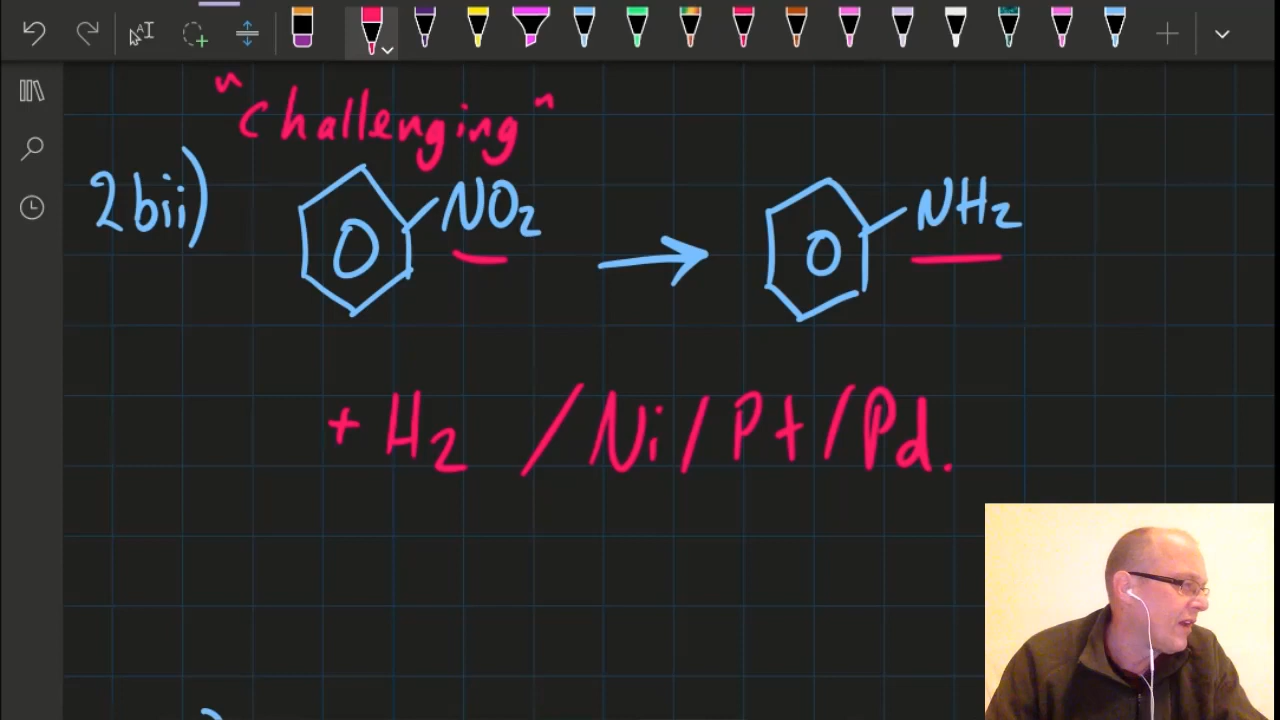 "challenging"
2bii) NO₂ → NH₂
+ H₂ / Ni / Pt / Pd.